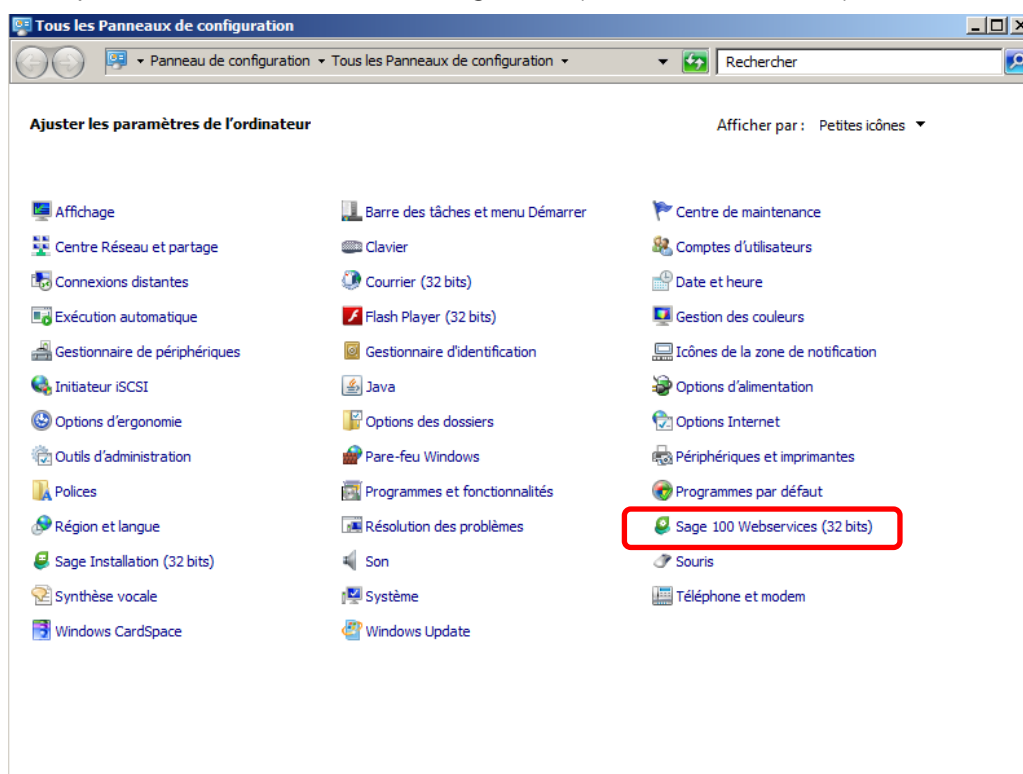 Tous les Panneaux de configuration
Panneau de configuration Tous les Panneaux de configuration Rechercher
Ajuster les paramètres de l'ordinateur Afficher par : Petites icônes
Affichage Barre des tâches et menu Démarrer Centre de maintenance
Centre Réseau et partage Clavier Comptes d'utilisateurs
Connexions distantes Courrier (32 bits) Date et heure
Exécution automatique Flash Player (32 bits) Gestion des couleurs
Gestionnaire de périphériques Gestionnaire d'identification Icônes de la zone de notification
Initiateur iSCSI Java Options d'alimentation
Options d'ergonomie Options des dossiers Options Internet
Outils d'administration Pare-feu Windows Périphériques et imprimantes
Polices Programmes et fonctionnalités Programmes par défaut
Région et langue Résolution des problèmes Sage 100 Webservices (32 bits)
Sage Installation (32 bits) Son Souris
Synthèse vocale Système Téléphone et modem
Windows CardSpace Windows Update